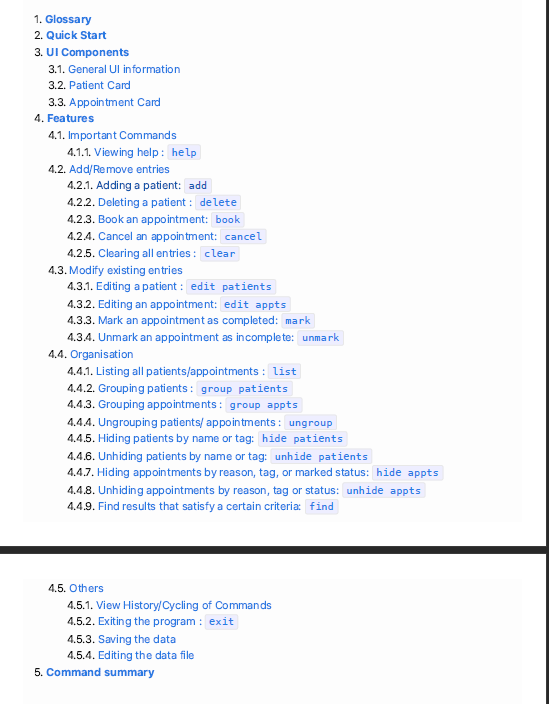 1. Glossary
2. Quick Start
3. UI Components
3.1. General UI information
3.2. Patient Card
3.3. Appointment Card
4. Features
4.1. Important Commands
4.1.1. Viewing help : help
4.2. Add/Remove entries
4.2.1. Adding a patient: add
4.2.2. Deleting a patient : delete
4.2.3. Book an appointment: book
4.2.4. Cancel an appointment: cancel
4.2.5. Clearing all entries : clear
4.3. Modify existing entries
4.3.1. Editing a patient : edit patients
4.3.2. Editing an appointment: edit appts
4.3.3. Mark an appointment as completed: mark
4.3.4. Unmark an appointment as incomplete: unmark
4.4. Organisation
4.4.1. Listing all patients/appointments : list
4.4.2. Grouping patients : group patients
4.4.3. Grouping appointments : group appts
4.4.4. Ungrouping patients/ appointments : ungroup
4.4.5. Hiding patients by name or tag: hide patients
4.4.6. Unhiding patients by name or tag: unhide patients
4.4.7. Hiding appointments by reason, tag, or marked status: hide appts
4.4.8. Unhiding appointments by reason, tag or status: unhide appts
4.4.9. Find results that satisfy a certain criteria: find
4.5. Others
4.5.1. View History/Cycling of Commands
4.5.2. Exiting the program : exit
4.5.3. Saving the data
4.5.4. Editing the data file
5. Command summary